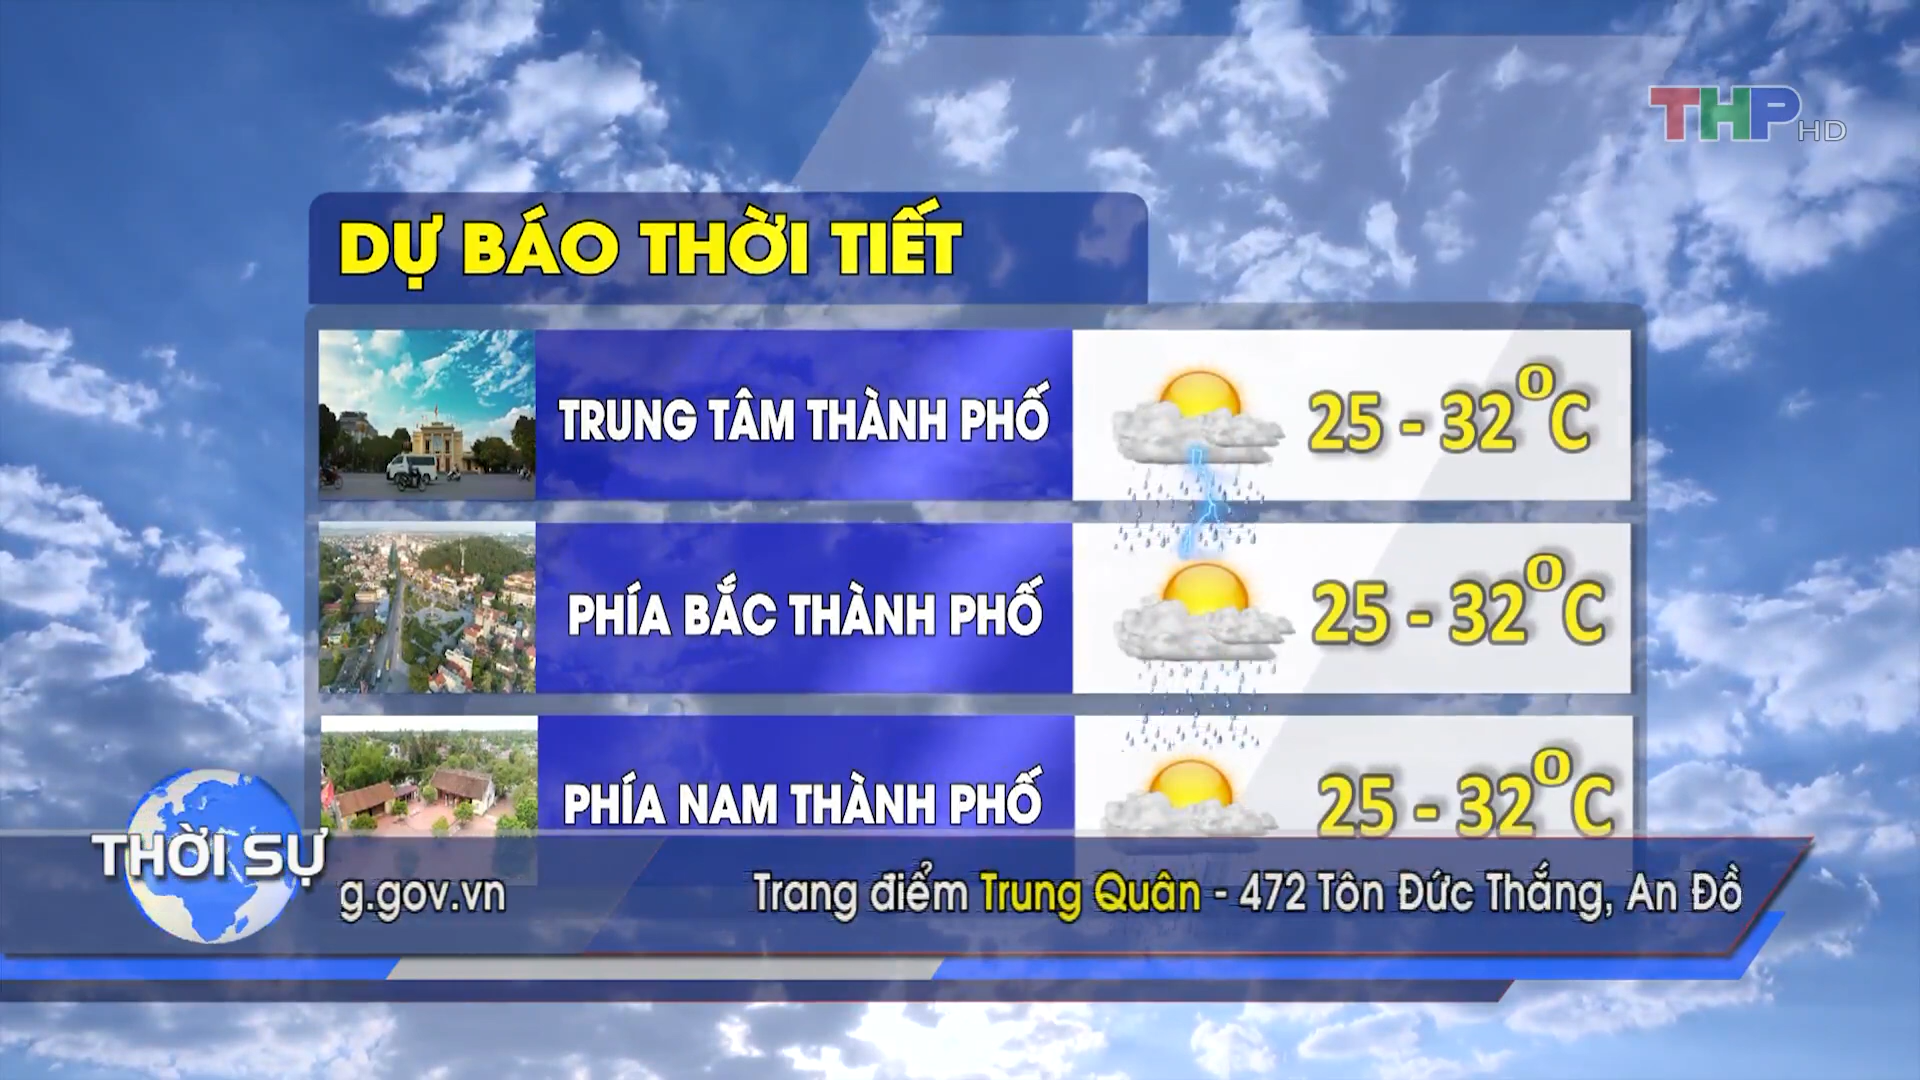 THP HD
DỰ BÁO THỜI TIẾT
TRUNG TÂM THÀNH PHỐ
25 - 32°C
PHÍA BẮC THÀNH PHỐ
25 - 32°C
PHÍA NAM THÀNH PHỐ
25 - 32°C
THỜI SỰ
g.gov.vn
Trang điểm Trung Quân - 472 Tôn Đức Thắng, An Đồ